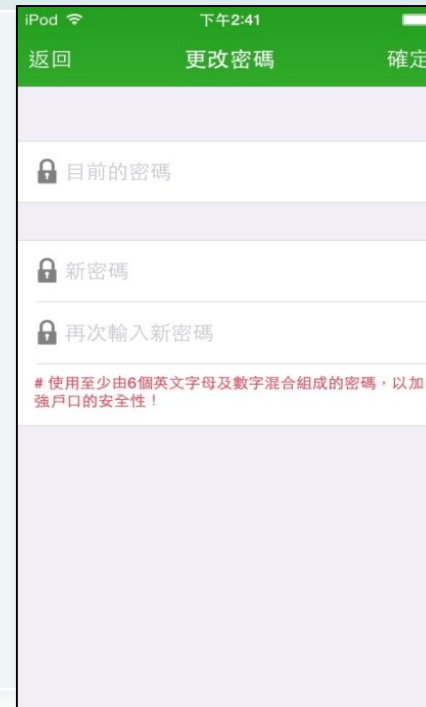 iPod 下午2:41
返回 更改密碼 確定
目前的密碼
新密碼
再次輸入新密碼
# 使用至少由6個英文字母及數字混合組成的密碼，以加
強戶口的安全性！